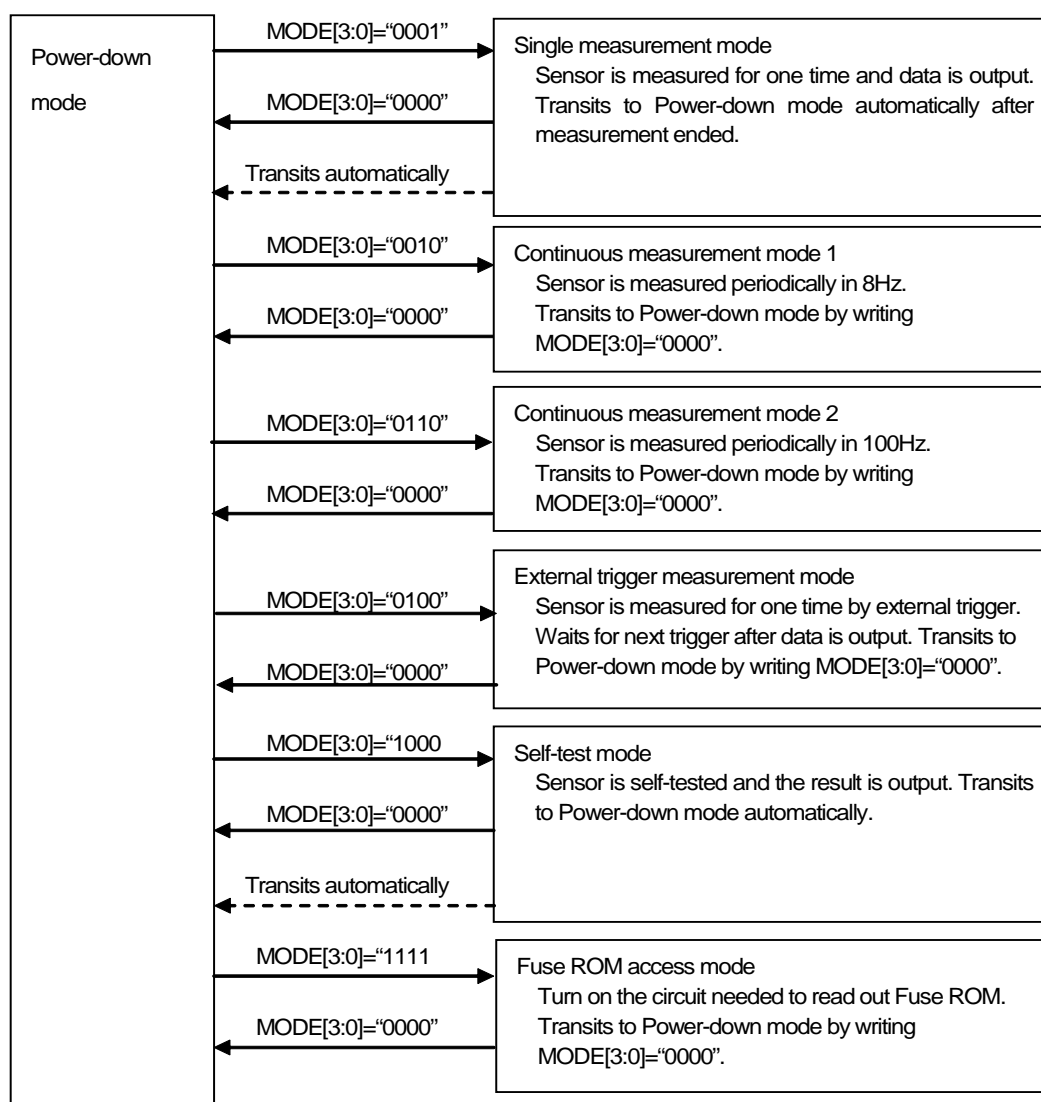 Power-down
mode
MODE[3:0]=“0001”
MODE[3:0]=“0000”
Transits automatically
Single measurement mode
Sensor is measured for one time and data is output.
Transits to Power-down mode automatically after
measurement ended.
MODE[3:0]=“0010”
MODE[3:0]=“0000”
Continuous measurement mode 1
Sensor is measured periodically in 8Hz.
Transits to Power-down mode by writing
MODE[3:0]=“0000”.
MODE[3:0]=“0110”
MODE[3:0]=“0000”
Continuous measurement mode 2
Sensor is measured periodically in 100Hz.
Transits to Power-down mode by writing
MODE[3:0]=“0000”.
MODE[3:0]=“0100”
MODE[3:0]=“0000”
External trigger measurement mode
Sensor is measured for one time by external trigger.
Waits for next trigger after data is output. Transits to
Power-down mode by writing MODE[3:0]=“0000”.
MODE[3:0]=“1000
MODE[3:0]=“0000”
Transits automatically
Self-test mode
Sensor is self-tested and the result is output. Transits
to Power-down mode automatically.
MODE[3:0]=“1111
MODE[3:0]=“0000”
Fuse ROM access mode
Turn on the circuit needed to read out Fuse ROM.
Transits to Power-down mode by writing
MODE[3:0]=“0000”.